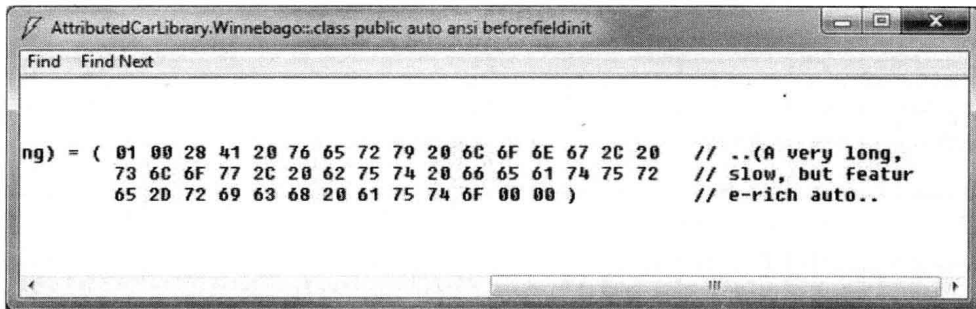 AttributedCarLibrary.Winnebago::.class public auto ansi beforefieldinit
Find Find Next
ng) = ( 01 00 28 41 20 76 65 72 79 20 6C 6F 6E 67 2C 20 // ..(A very long,
73 6C 6F 77 2C 20 62 75 74 20 66 65 61 74 75 72 // slow, but featur
65 2D 72 69 63 68 20 61 75 74 6F 00 00 ) // e-rich auto..